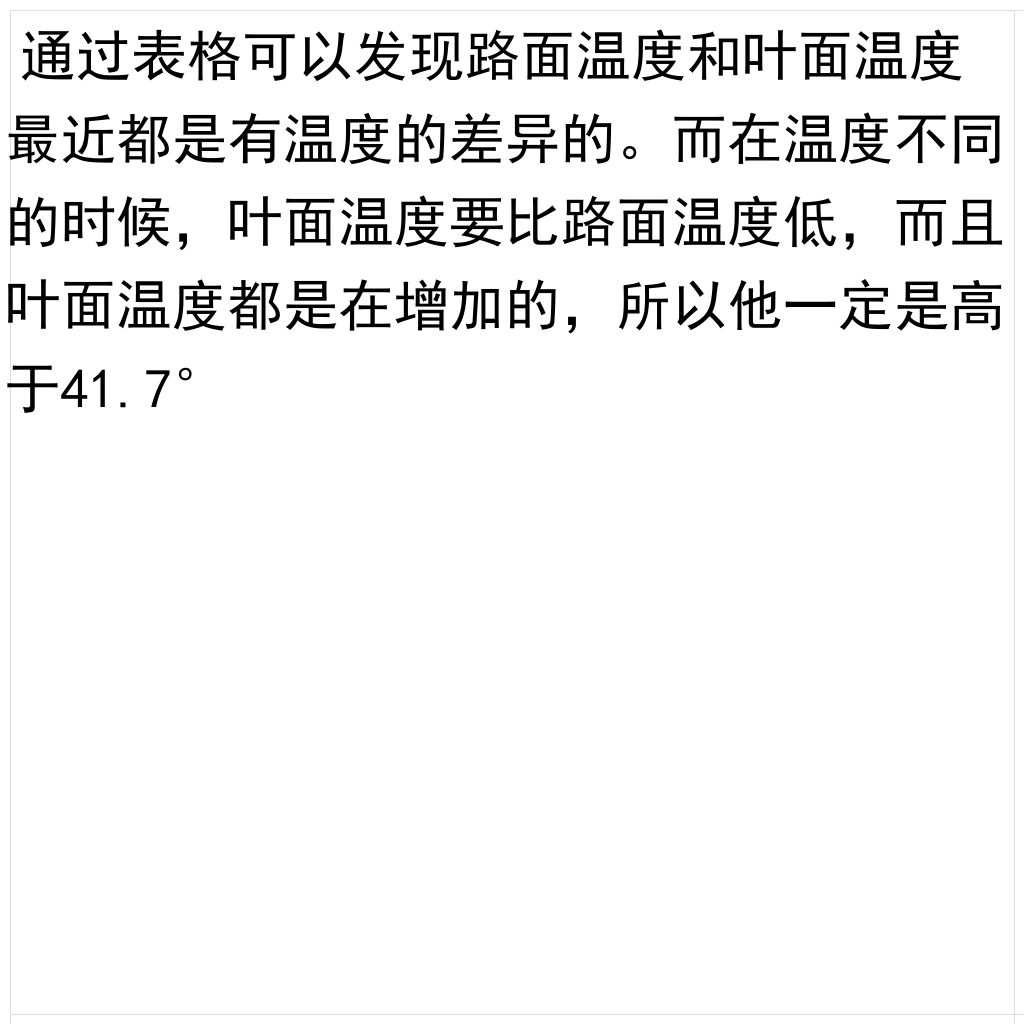 通过表格可以发现路面温度和叶面温度
最近都是有温度的差异的。而在温度不同
的时候，叶面温度要比路面温度低，而且
叶面温度都是在增加的，所以他一定是高
于41.7°